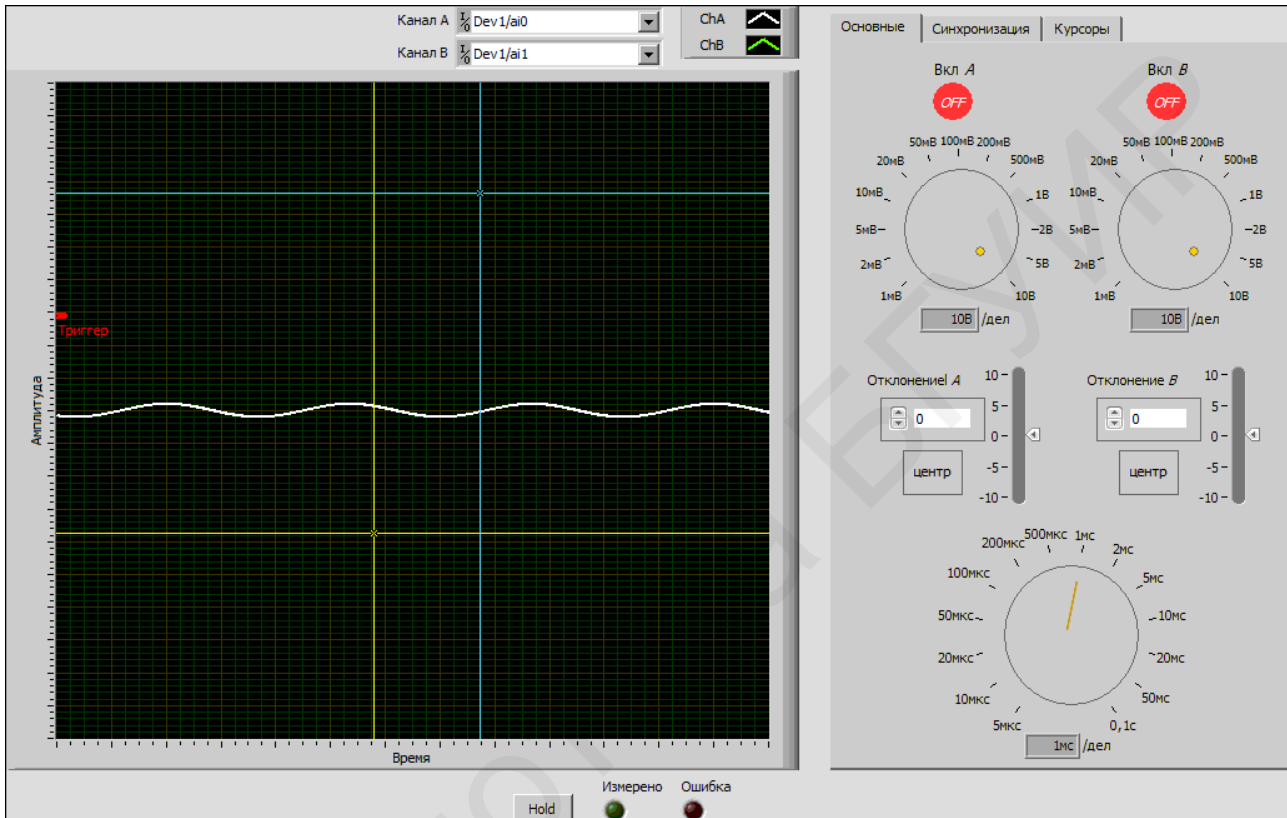 Канал A Dev1/ai0
Канал B Dev1/ai1
ChA
ChB
Триггер
Амплитуда
Время
Hold
Измерено
Ошибка
Основные Синхронизация Курсоры
Вкл A
OFF
1мВ 2мВ 5мВ 10мВ 20мВ 50мВ 100мВ 200мВ 500мВ 1В 2В 5В 10В
10В /дел
Вкл B
OFF
1мВ 2мВ 5мВ 10мВ 20мВ 50мВ 100мВ 200мВ 500мВ 1В 2В 5В 10В
10В /дел
Отклонениеl A
0
центр
10
5
0
-5
-10
Отклонение B
0
центр
10
5
0
-5
-10
5мкс 10мкс 20мкс 50мкс 100мкс 200мкс 500мкс 1мс 2мс 5мс 10мс 20мс 50мс 0,1с
1мс /дел
БГУИР